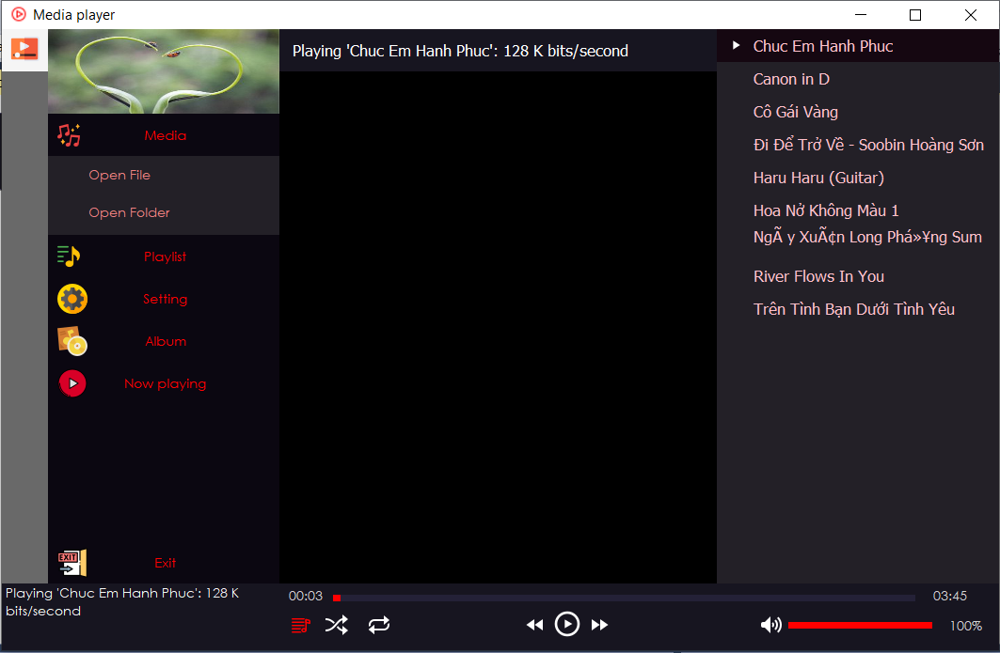 Media player
Playing 'Chuc Em Hanh Phuc': 128 K bits/second
Media
Open File
Open Folder
Playlist
Setting
Album
Now playing
EXIT
Exit
Chuc Em Hanh Phuc
Canon in D
Cô Gái Vàng
Đi Để Trở Về - Soobin Hoàng Sơn
Haru Haru (Guitar)
Hoa Nở Không Màu 1
NgÃ y XuÃ¢n Long Phá»¥ng Sum
River Flows In You
Trên Tình Bạn Dưới Tình Yêu
Playing 'Chuc Em Hanh Phuc': 128 K
bits/second
00:03
03:45
100%